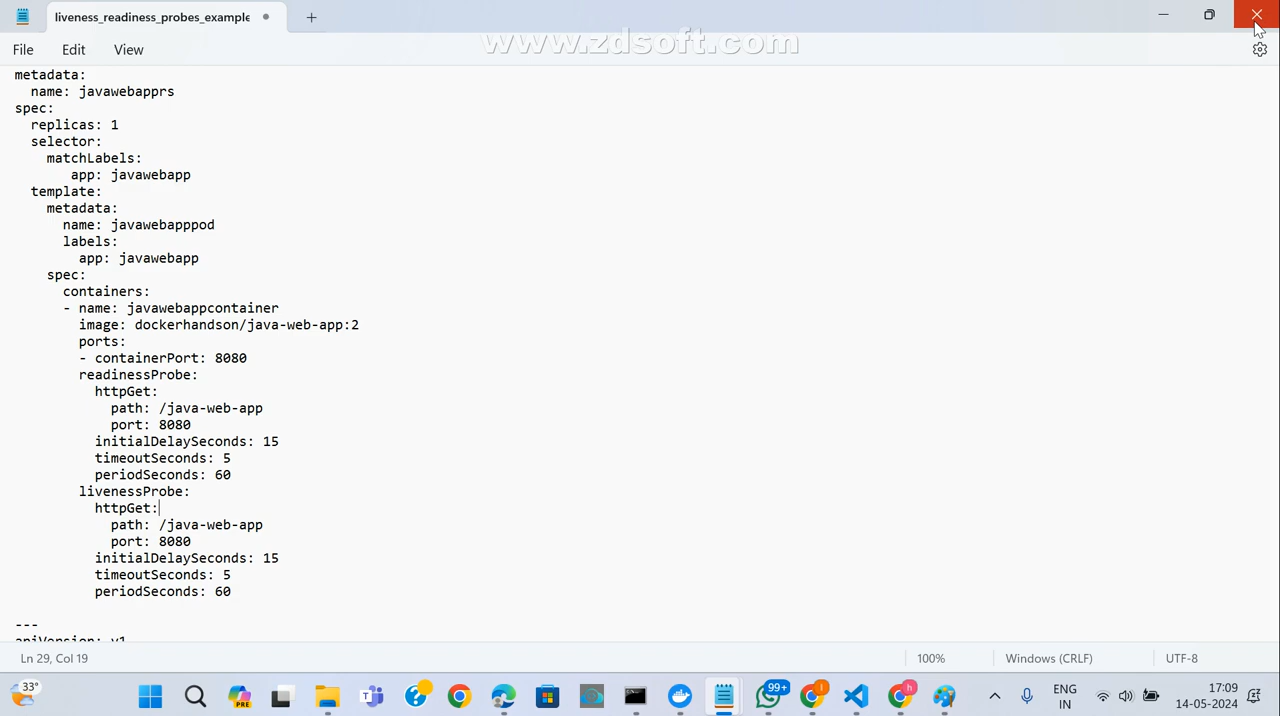 liveness_readiness_probes_example
www.zdsoft.com
File Edit View
metadata:
  name: javawebapprs
spec:
  replicas: 1
  selector:
    matchLabels:
       app: javawebapp
  template:
    metadata:
      name: javawebapppod
      labels:
        app: javawebapp
    spec:
      containers:
      - name: javawebappcontainer
        image: dockerhandson/java-web-app:2
        ports:
        - containerPort: 8080
        readinessProbe:
          httpGet:
            path: /java-web-app
            port: 8080
          initialDelaySeconds: 15
          timeoutSeconds: 5
          periodSeconds: 60
        livenessProbe:
          httpGet:
            path: /java-web-app
            port: 8080
          initialDelaySeconds: 15
          timeoutSeconds: 5
          periodSeconds: 60
---
apiVersion: v1
Ln 29, Col 19 100% Windows (CRLF) UTF-8
33° PRE 99+ ENG IN 17:09 14-05-2024